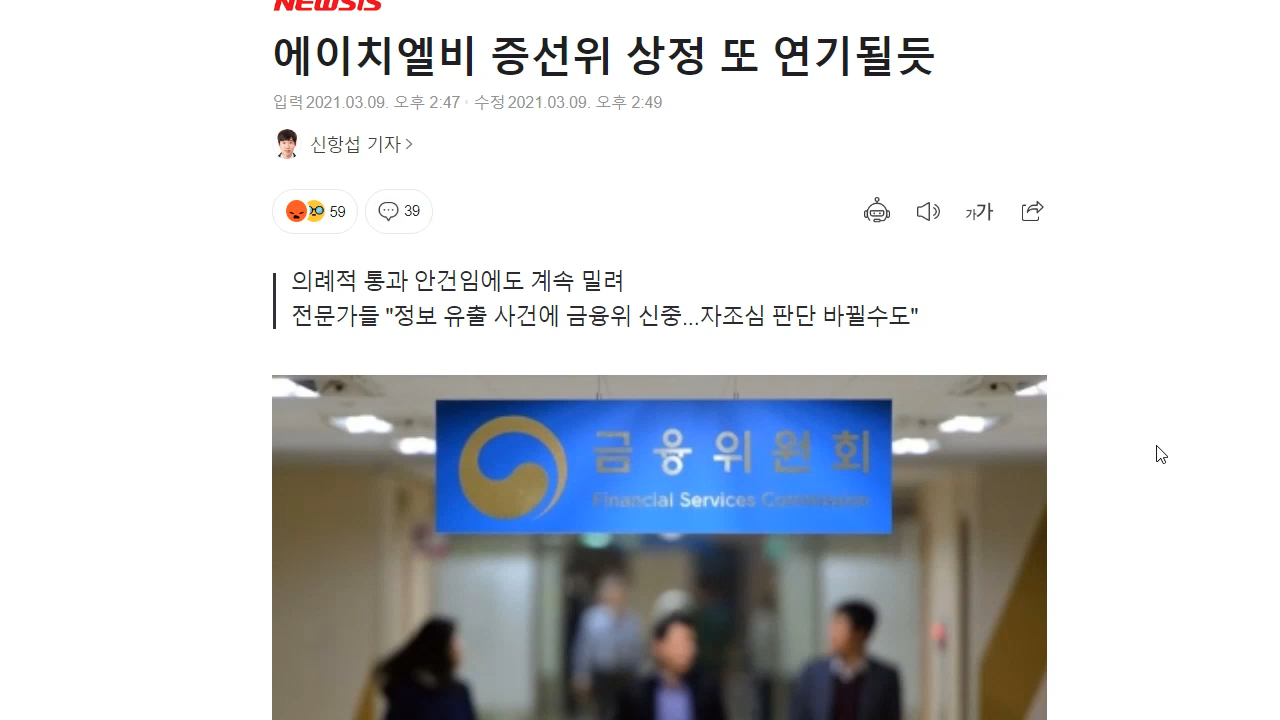 NEWSIS
에이치엘비 증선위 상정 또 연기될듯
입력 2021.03.09. 오후 2:47 · 수정 2021.03.09. 오후 2:49
신항섭 기자 >
59 39 가가
의례적 통과 안건임에도 계속 밀려
전문가들 "정보 유출 사건에 금융위 신중...자조심 판단 바뀔수도"
금융위원회
Financial Services Commission